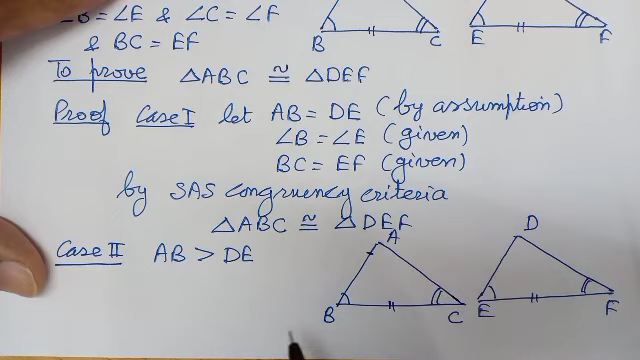 ∠B = ∠E & ∠C = ∠F
& BC = EF
B C E F
To prove △ABC ≅ △DEF
Proof Case I let AB = DE (by assumption)
∠B = ∠E (given)
BC = EF (given)
by SAS congruency criteria
△ABC ≅ △DEF
Case II AB > DE
A D
B C E F